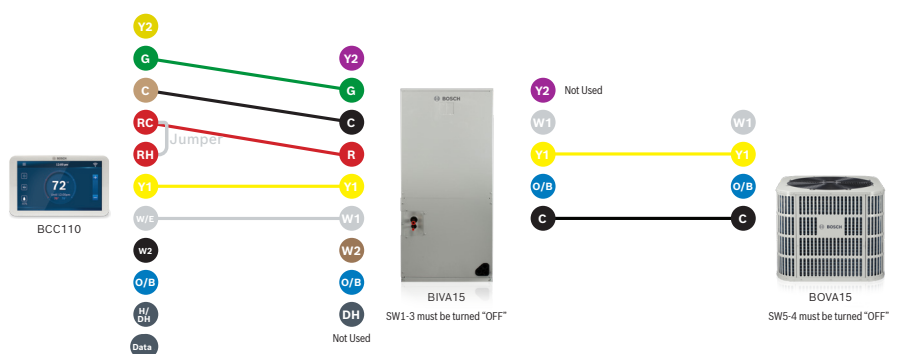 Y2
G
C
RC
RH
Jumper
Y1
W/E
W2
O/B
H/
DH
Data
Y2
G
C
R
Y1
W1
W2
O/B
DH
Not Used
BOSCH
72
BCC110
BOSCH
BIVA15
SW1-3 must be turned “OFF”
Y2 Not Used
W1
Y1
O/B
C
W1
Y1
O/B
C
BOSCH
BOVA15
SW5-4 must be turned “OFF”